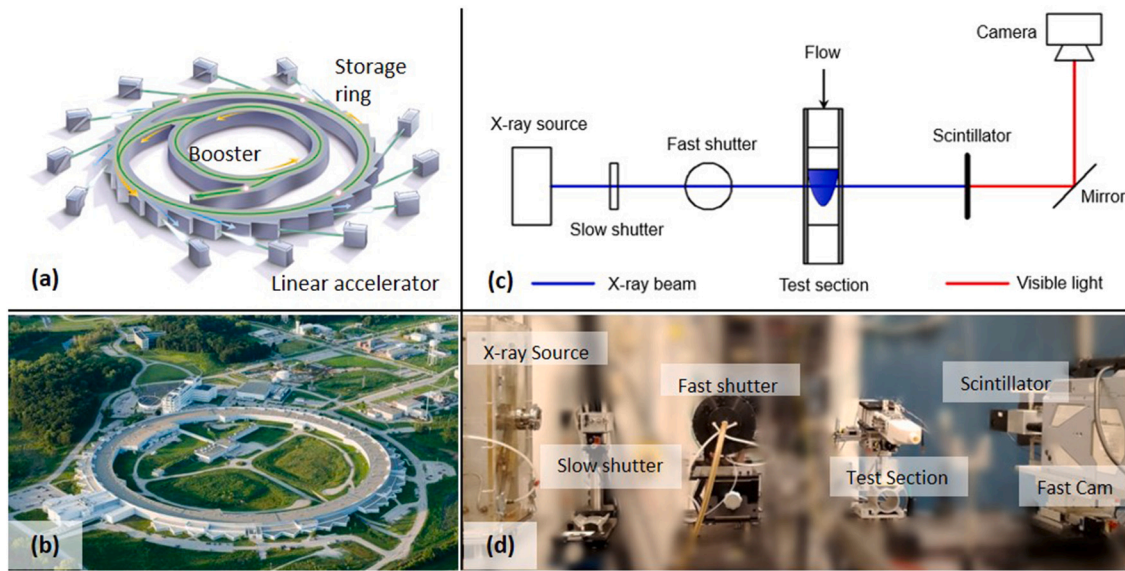 Storage
ring
Booster
Linear accelerator
(a)
(b)
Camera
Flow
X-ray source
Scintillator
Fast shutter
Mirror
Slow shutter
(c)
X-ray beam
Test section
Visible light
X-ray Source
Fast shutter
Scintillator
Slow shutter
Test Section
Fast Cam
(d)